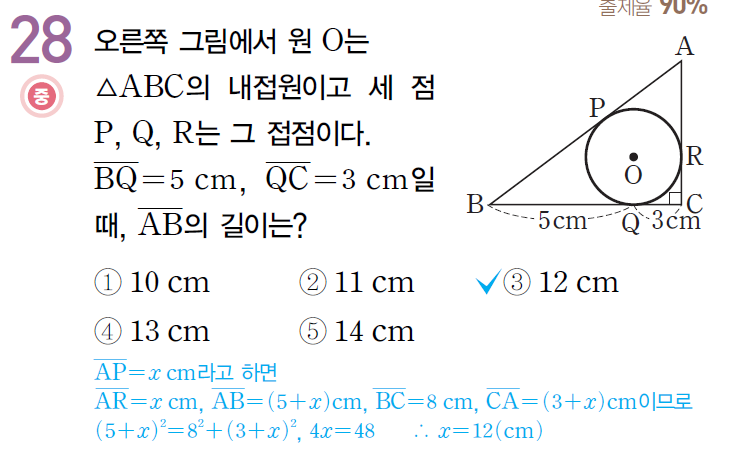 출제율 90%
28
중
오른쪽 그림에서 원 O는
△ABC의 내접원이고 세 점
P, Q, R는 그 접점이다.
BQ=5 cm, QC=3 cm일
때, AB의 길이는?
A
P
R
O
B
C
5cm
Q
3cm
① 10 cm ② 11 cm ③ 12 cm
④ 13 cm ⑤ 14 cm
AP=x cm라고 하면
AR=x cm, AB=(5+x)cm, BC=8 cm, CA=(3+x)cm이므로
(5+x)²=8²+(3+x)², 4x=48 ∴ x=12(cm)